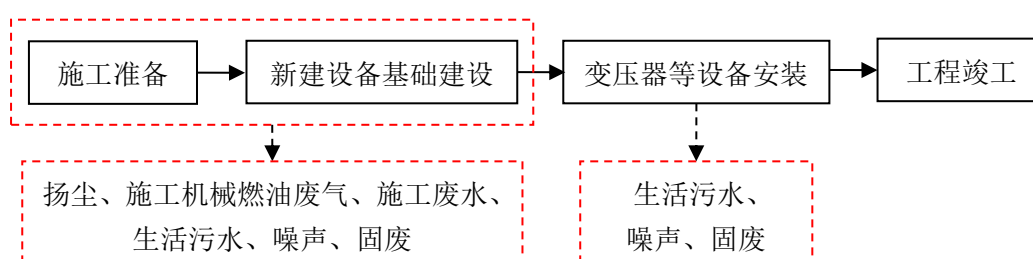 施工准备
新建设备基础建设
变压器等设备安装
工程竣工
扬尘、施工机械燃油废气、施工废水、
生活污水、噪声、固废
生活污水、
噪声、固废